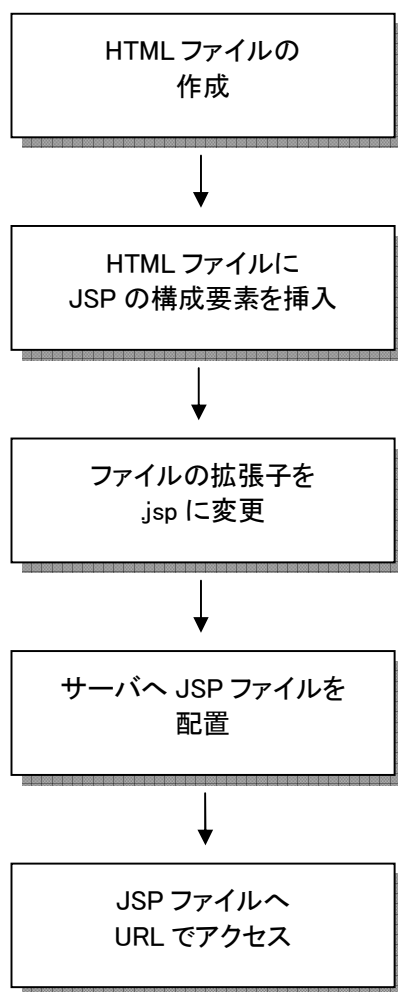 HTML ファイルの
作成
HTML ファイルに
JSP の構成要素を挿入
ファイルの拡張子を
.jsp に変更
サーバへ JSP ファイルを
配置
JSP ファイルへ
URL でアクセス